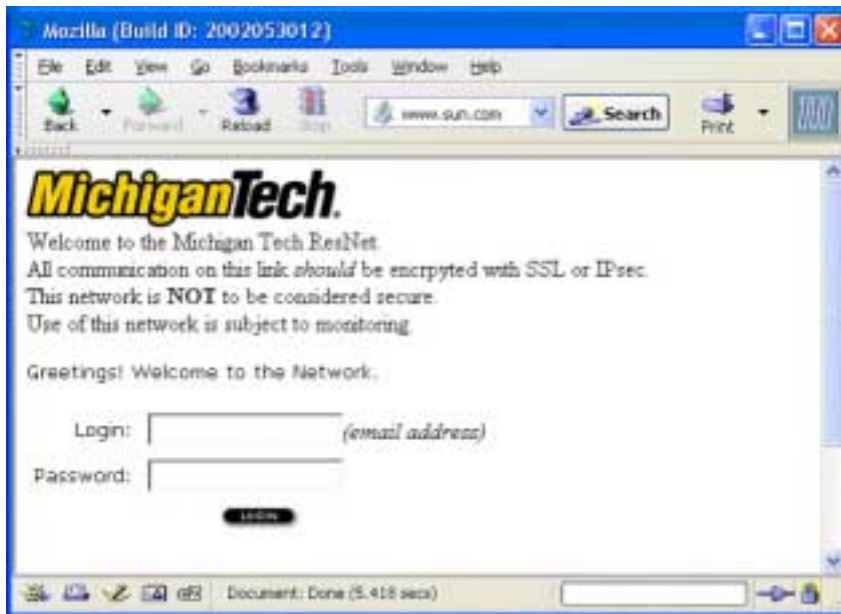 Mozilla {Build ID: 2002053012}
File Edit View Go Bookmarks Tools Window Help
Back Forward Reload Stop www.sun.com Search Print
MichiganTech.
Welcome to the Michigan Tech ResNet.
All communication on this link should be encrpyted with SSL or IPsec.
This network is NOT to be considered secure.
Use of this network is subject to monitoring.
Greetings! Welcome to the Network.
Login: (email address)
Password:
LOGIN
Document: Done (5.418 secs)